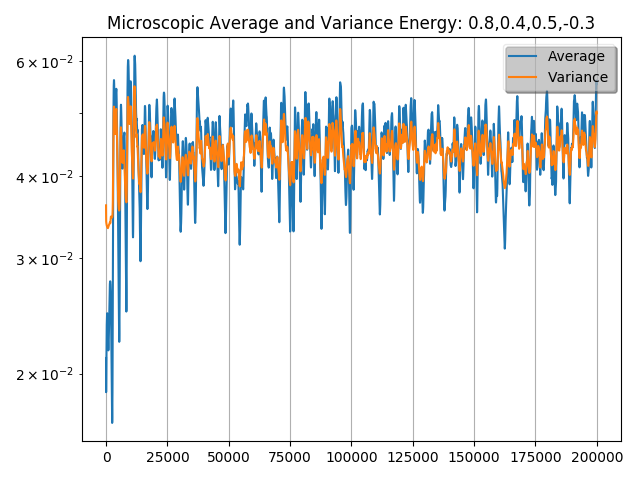 Microscopic Average and Variance Energy: 0.8,0.4,0.5,-0.3
Average
Variance
6 × 10⁻²
4 × 10⁻²
3 × 10⁻²
2 × 10⁻²
0 25000 50000 75000 100000 125000 150000 175000 200000